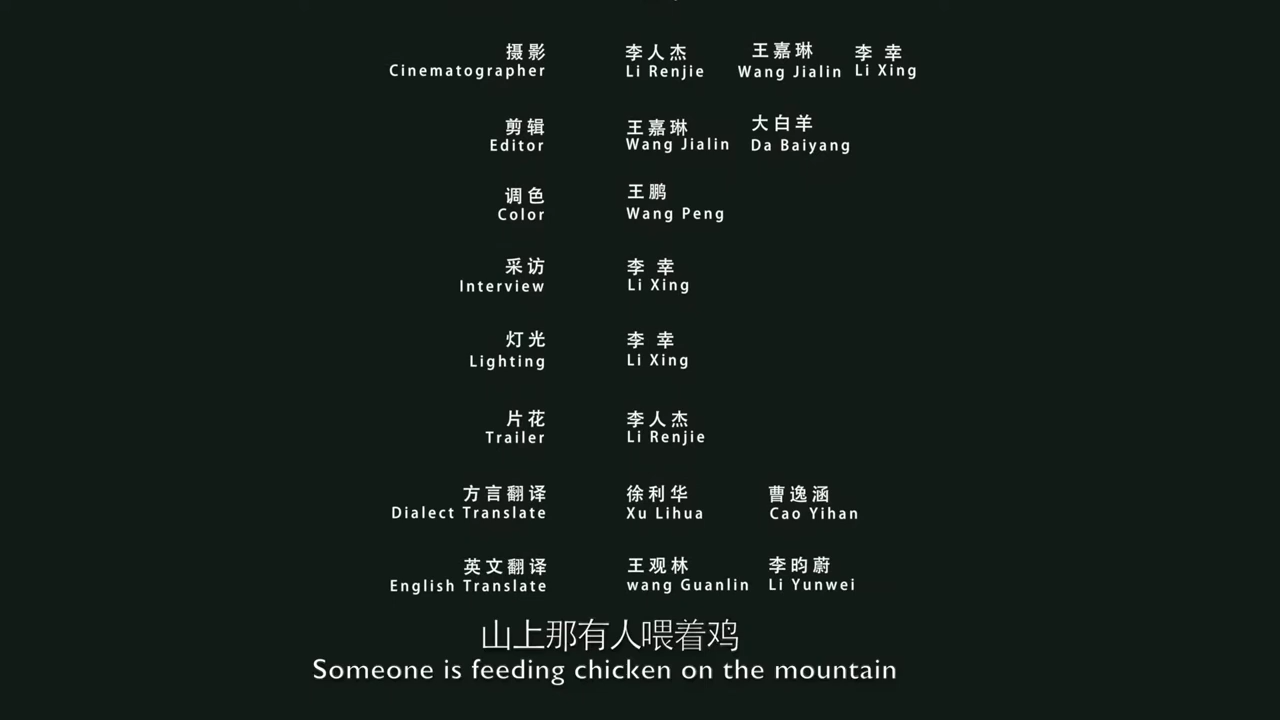 摄影 李人杰 王嘉琳 李 幸
Cinematographer Li Renjie Wang Jialin Li Xing
剪辑 王嘉琳 大白羊
Editor Wang Jialin Da Baiyang
调色 王鹏
Color Wang Peng
采访 李 幸
Interview Li Xing
灯光 李 幸
Lighting Li Xing
片花 李人杰
Trailer Li Renjie
方言翻译 徐利华 曹逸涵
Dialect Translate Xu Lihua Cao Yihan
英文翻译 王观林 李昀蔚
English Translate wang Guanlin Li Yunwei
山上那有人喂着鸡
Someone is feeding chicken on the mountain